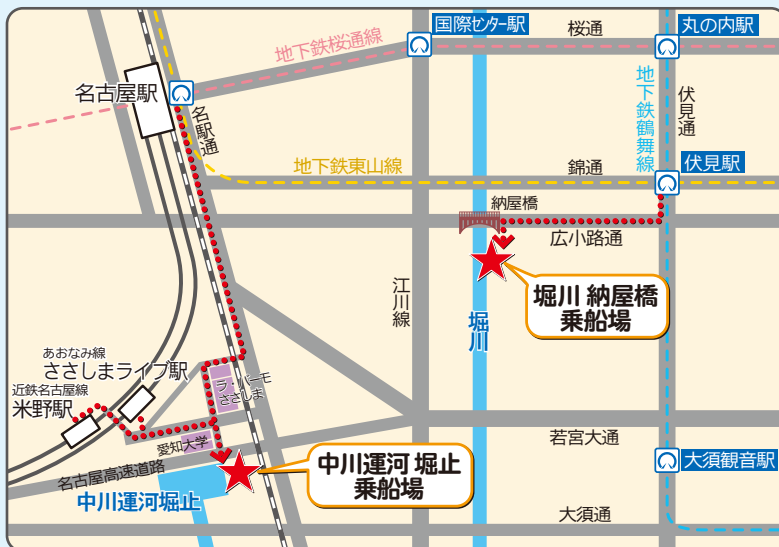 国際センター駅
桜通
丸の内駅
地下鉄桜通線
名古屋駅
名駅通
地下鉄鶴舞線
伏見通
地下鉄東山線
錦通
伏見駅
納屋橋
広小路通
江川線
堀川 納屋橋
乗船場
堀川
あおなみ線
ささしまライブ駅
近鉄名古屋線
米野駅
ラ・バーモ
ささしま
愛知大学
若宮大通
名古屋高速道路
中川運河 堀止
乗船場
大須観音駅
中川運河堀止
大須通